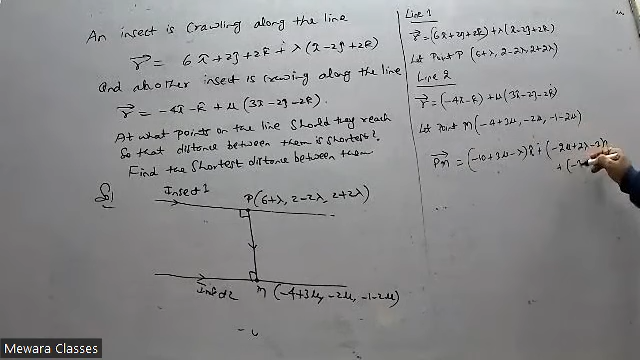 An insect is crawling along the line
r⃗ = 6î+2ĵ+2k̂ + λ(î-2ĵ+2k̂)
And another insect is crawing along the line
r⃗ = -4î-k̂ + μ(3î-2ĵ-2k̂).
At what points on the line should they reach
So that distance between them is shortest?
Find the Shortest distance between them
Sol
Insect 1
P(6+λ, 2-2λ, 2+2λ)
Insect 2
M(-4+3μ, -2μ, -1-2μ)
Line 1
r⃗ = (6î+2ĵ+2k̂)+λ(î-2ĵ+2k̂)
Let Point P (6+λ, 2-2λ, 2+2λ)
Line 2
r⃗ = (-4î-k̂) + μ(3î-2ĵ-2k̂)
Let Point M(-4+3μ, -2μ, -1-2μ)
PM⃗ = (-10+3μ-λ)î + (-2μ+2λ-2)ĵ
Mewara Classes